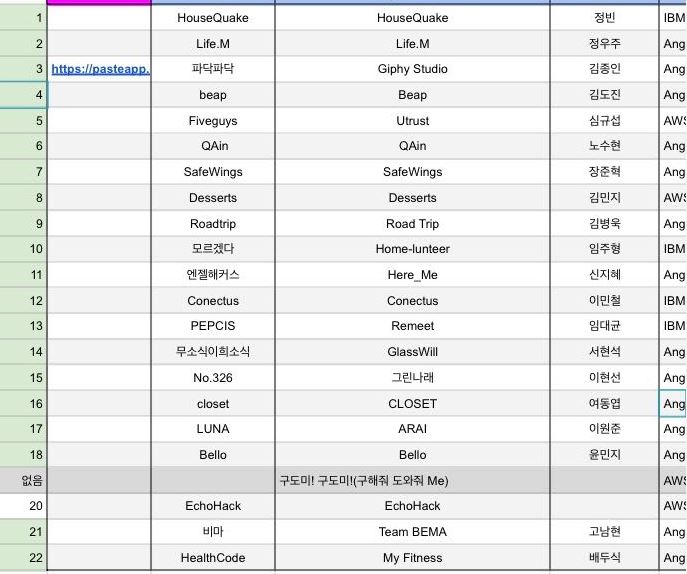 1 HouseQuake HouseQuake 정빈 IBM
2 Life.M Life.M 정우주 Ang
3 https://pasteapp. 파닥파닥 Giphy Studio 김종인 Ang
4 beap Beap 김도진 Ang
5 Fiveguys Utrust 심규섭 AWS
6 QAin QAin 노수현 Ang
7 SafeWings SafeWings 장준혁 Ang
8 Desserts Desserts 김민지 AWS
9 Roadtrip Road Trip 김병욱 Ang
10 모르겠다 Home-lunteer 임주형 IBM
11 엔젤해커스 Here_Me 신지혜 Ang
12 Conectus Conectus 이민철 IBM
13 PEPCIS Remeet 임대균 IBM
14 무소식이희소식 GlassWill 서현석 Ang
15 No.326 그린나래 이현선 Ang
16 closet CLOSET 여동엽 Ang
17 LUNA ARAI 이원준 Ang
18 Bello Bello 윤민지 Ang
없음 구도미! 구도미!(구해줘 도와줘 Me) AWS
20 EchoHack EchoHack AWS
21 비마 Team BEMA 고남현 Ang
22 HealthCode My Fitness 배두식 Ang